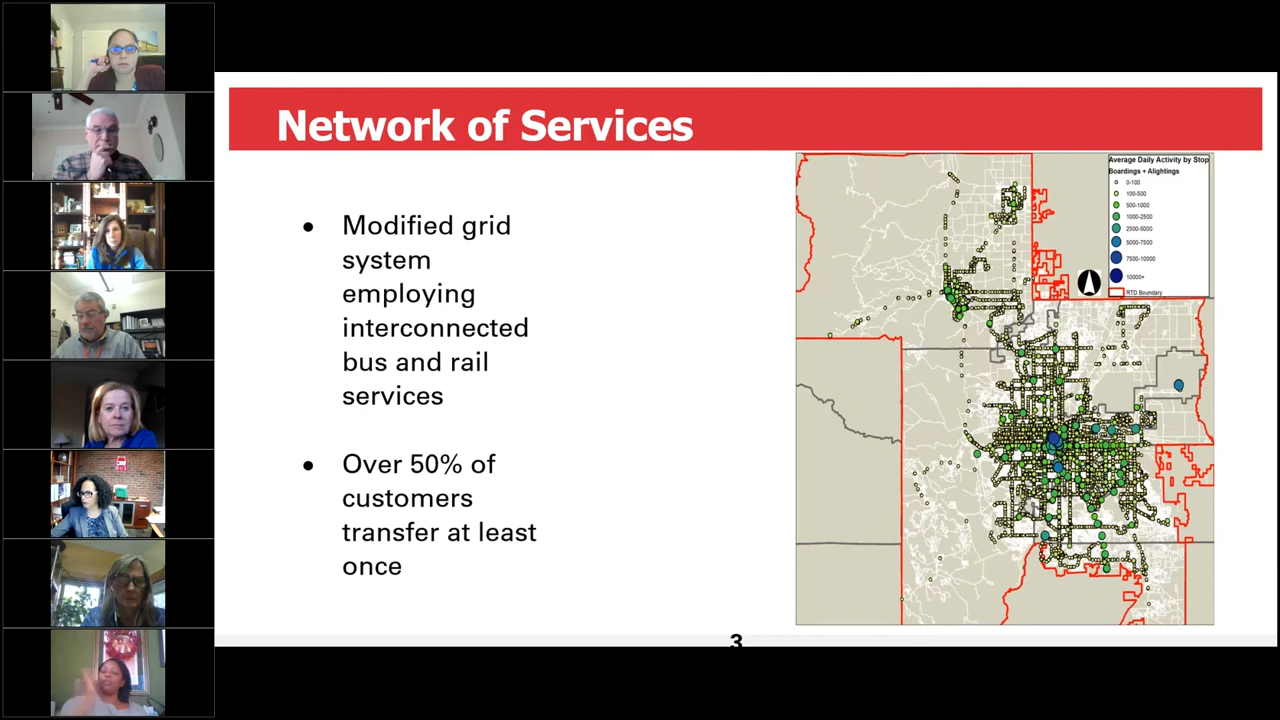 Network of Services
• Modified grid
system
employing
interconnected
bus and rail
services
• Over 50% of
customers
transfer at least
once
Average Daily Activity by Stop
Boardings + Alightings
0-100
100-500
500-1000
1000-2500
2500-5000
5000-7500
7500-10000
10000+
RTD Boundary
3